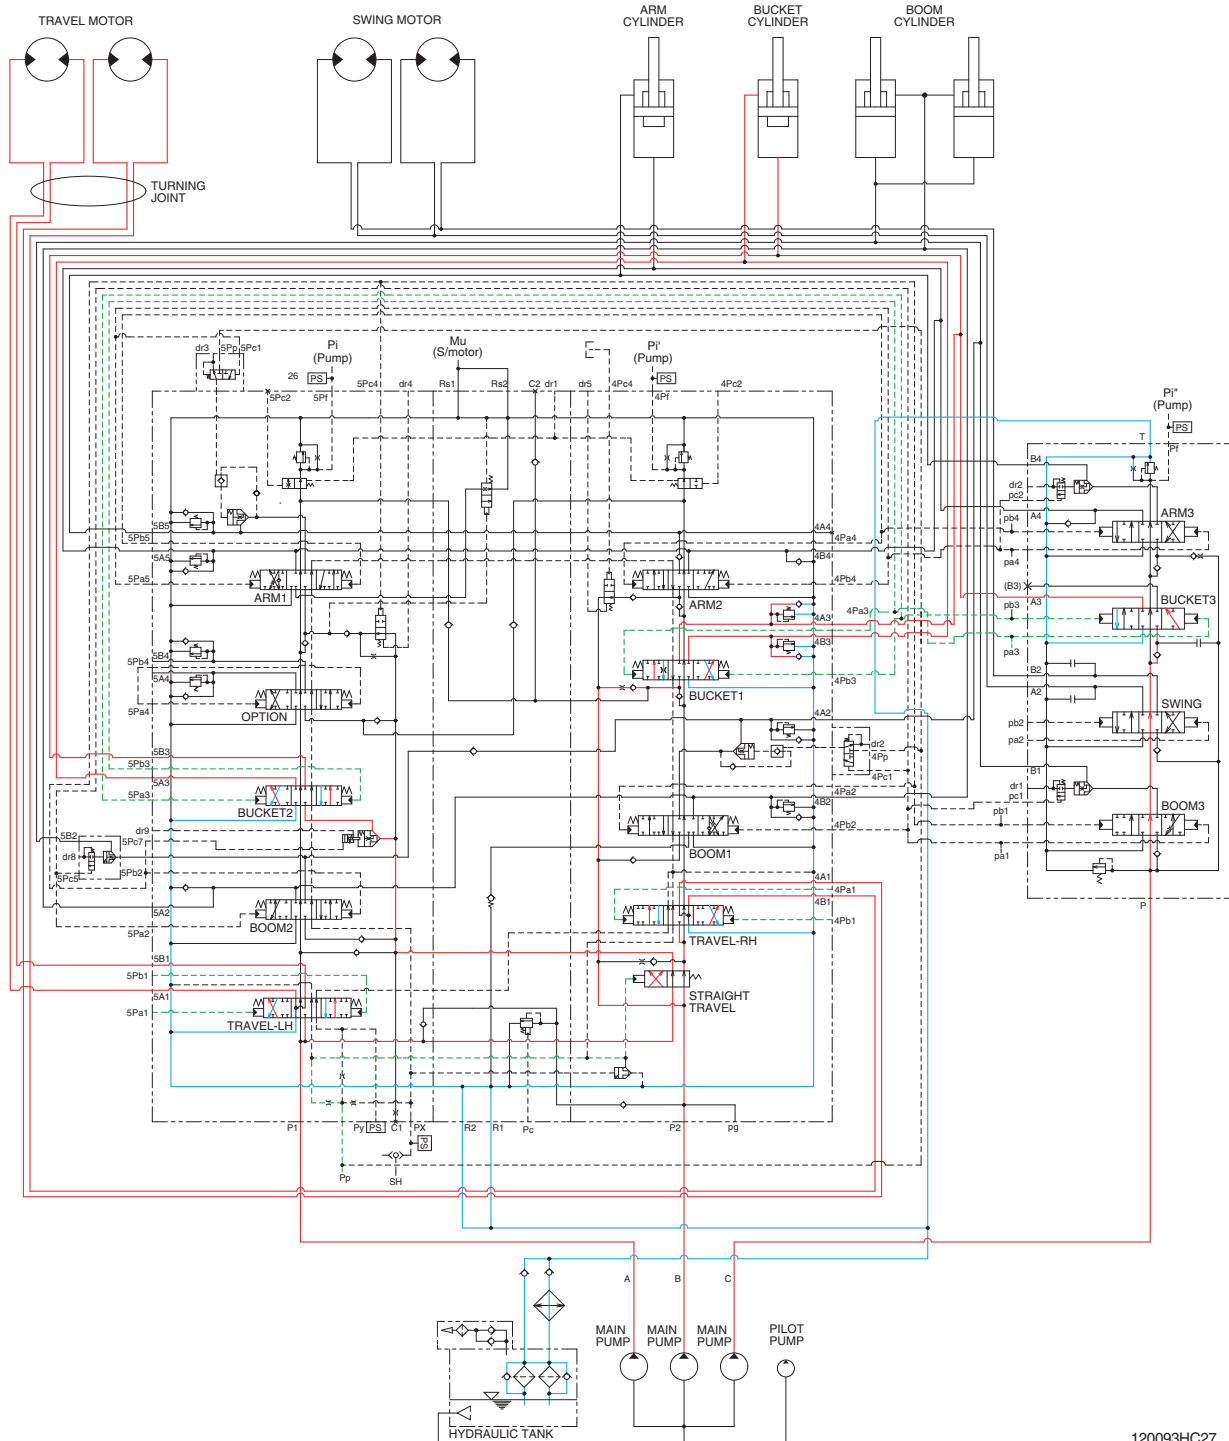 TRAVEL MOTOR
SWING MOTOR
ARM
CYLINDER
BUCKET
CYLINDER
BOOM
CYLINDER
TURNING
JOINT
dr3
5Pp
5Pc1
Pi
(Pump)
26
PS
5Pc2
5Pf
5Pc4
dr4
Mu
(S/motor)
Rs1
Rs2
C2
dr1
dr5
4Pc4
Pi'
(Pump)
PS
4Pf
4Pc2
Pi"
(Pump)
PS
T
Pf
B4
dr2
pc2
A4
pb4
ARM3
pa4
(B3)
A3
BUCKET3
pb3
pa3
B2
A2
SWING
pb2
pa2
B1
dr1
pc1
BOOM3
pb1
pa1
P
5B5
5Pb5
5A5
5Pa5
ARM1
4A4
4Pa4
4B4
4Pb4
ARM2
4Pa3
4A3
4B3
4Pb3
BUCKET1
5B4
5Pb4
5A4
5Pa4
OPTION
4A2
dr2
4Pp
4Pc1
4Pa2
4B2
4Pb2
BOOM1
5B3
5Pb3
5A3
5Pa3
BUCKET2
dr9
5B2
5Pc7
dr8
5Pc5
5Pb2
5A2
5Pa2
BOOM2
4A1
4Pa1
4B1
4Pb1
TRAVEL-RH
5B1
5Pb1
5A1
5Pa1
TRAVEL-LH
STRAIGHT
TRAVEL
P1
Py
PS
C1
PX
PS
R2
R1
Pc
P2
pg
Pp
SH
A
B
C
MAIN
PUMP
MAIN
PUMP
MAIN
PUMP
PILOT
PUMP
HYDRAULIC TANK
120093HC27